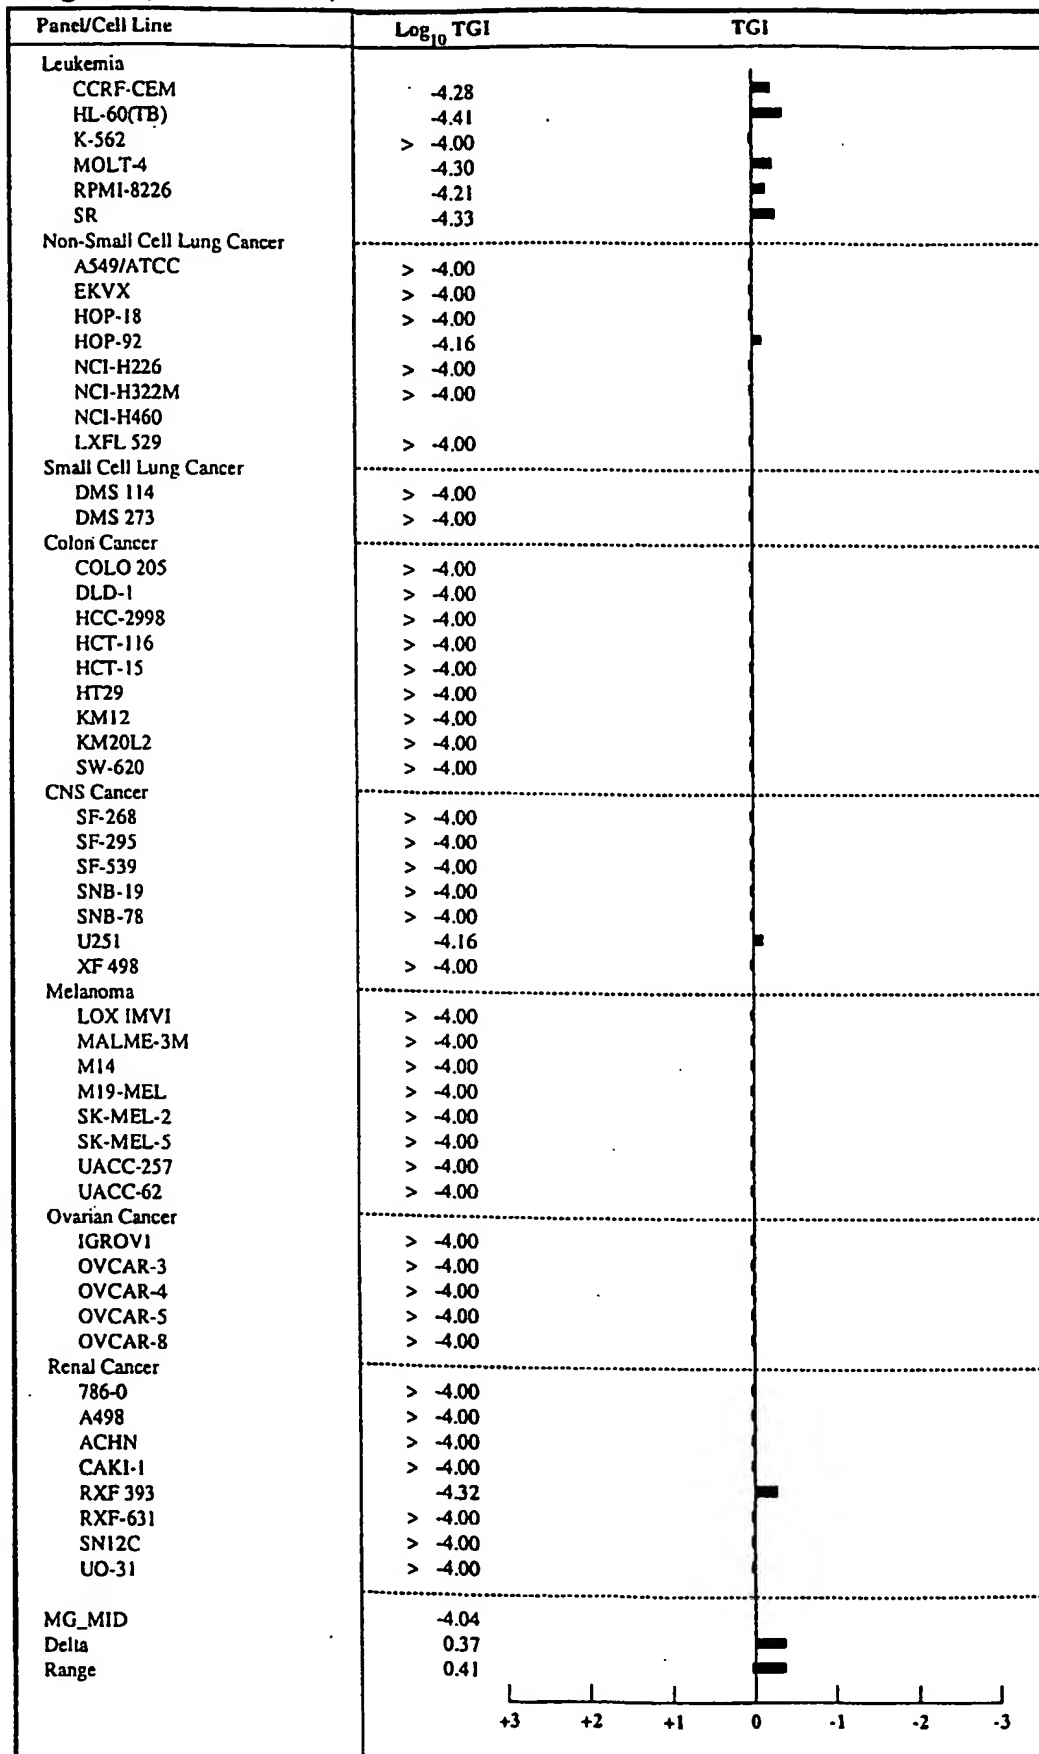 Panel/Cell Line Log10 TGI TGI
Leukemia
CCRF-CEM -4.28
HL-60(TB) -4.41
K-562 > -4.00
MOLT-4 -4.30
RPMI-8226 -4.21
SR -4.33
Non-Small Cell Lung Cancer
A549/ATCC > -4.00
EKVX > -4.00
HOP-18 > -4.00
HOP-92 -4.16
NCI-H226 > -4.00
NCI-H322M > -4.00
NCI-H460
LXFL 529 > -4.00
Small Cell Lung Cancer
DMS 114 > -4.00
DMS 273 > -4.00
Colon Cancer
COLO 205 > -4.00
DLD-1 > -4.00
HCC-2998 > -4.00
HCT-116 > -4.00
HCT-15 > -4.00
HT29 > -4.00
KM12 > -4.00
KM20L2 > -4.00
SW-620 > -4.00
CNS Cancer
SF-268 > -4.00
SF-295 > -4.00
SF-539 > -4.00
SNB-19 > -4.00
SNB-78 > -4.00
U251 -4.16
XF 498 > -4.00
Melanoma
LOX IMVI > -4.00
MALME-3M > -4.00
M14 > -4.00
M19-MEL > -4.00
SK-MEL-2 > -4.00
SK-MEL-5 > -4.00
UACC-257 > -4.00
UACC-62 > -4.00
Ovarian Cancer
IGROV1 > -4.00
OVCAR-3 > -4.00
OVCAR-4 > -4.00
OVCAR-5 > -4.00
OVCAR-8 > -4.00
Renal Cancer
786-0 > -4.00
A498 > -4.00
ACHN > -4.00
CAKI-1 > -4.00
RXF 393 -4.32
RXF-631 > -4.00
SN12C > -4.00
UO-31 > -4.00
MG_MID -4.04
Delta 0.37
Range 0.41
+3 +2 +1 0 -1 -2 -3